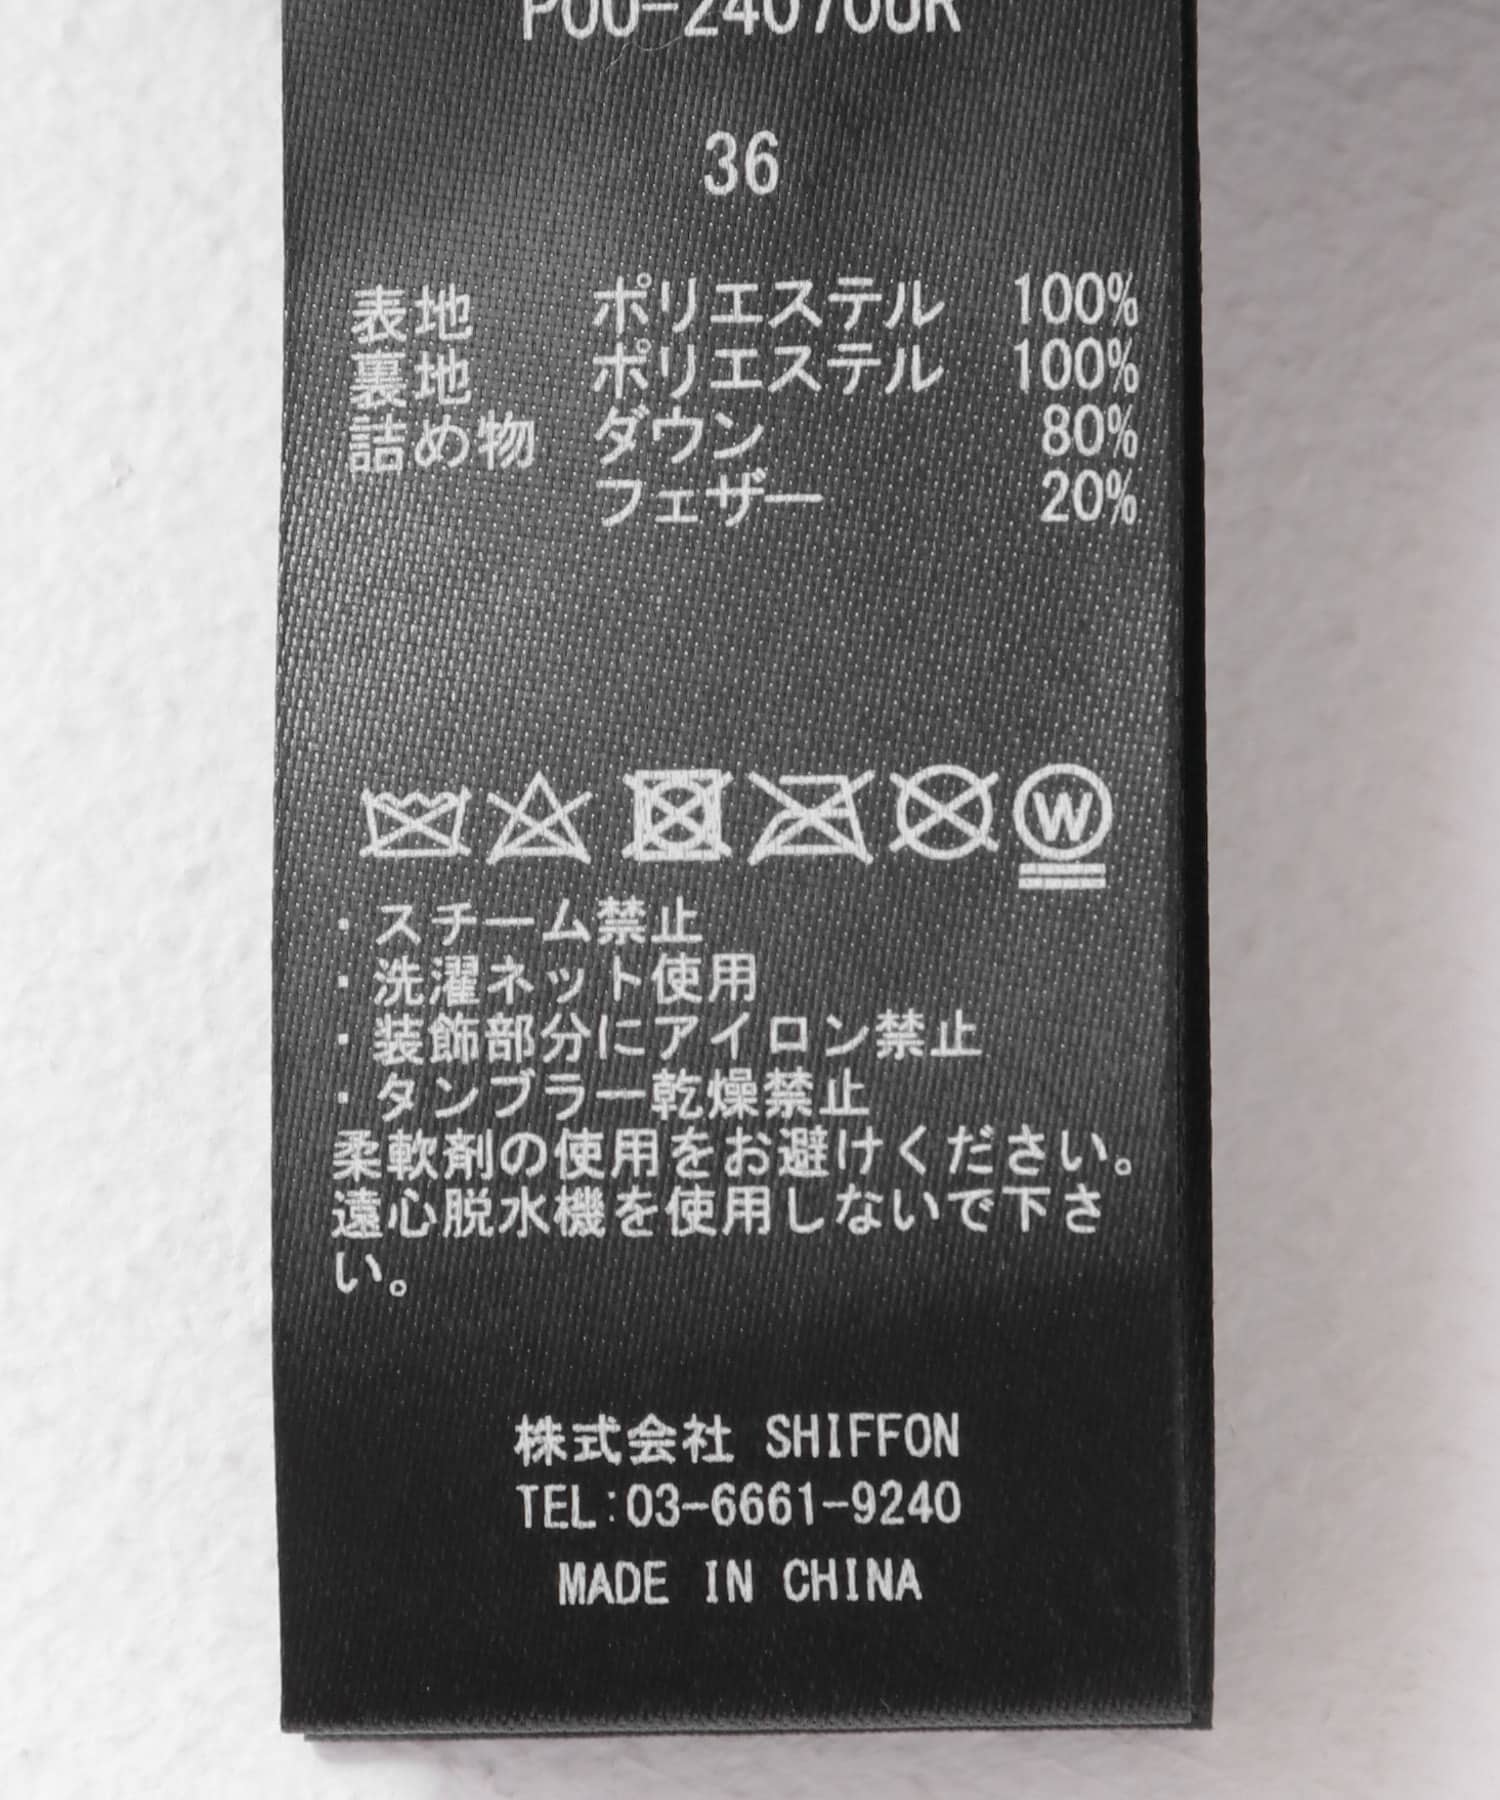 36
表地 ポリエステル 100%
裏地 ポリエステル 100%
詰め物 ダウン 80%
フェザー 20%
W
・スチーム禁止
・洗濯ネット使用
・装飾部分にアイロン禁止
・タンブラー乾燥禁止
柔軟剤の使用をお避けください。
遠心脱水機を使用しないで下さ
い。
株式会社 SHIFFON
TEL:03-6661-9240
MADE IN CHINA